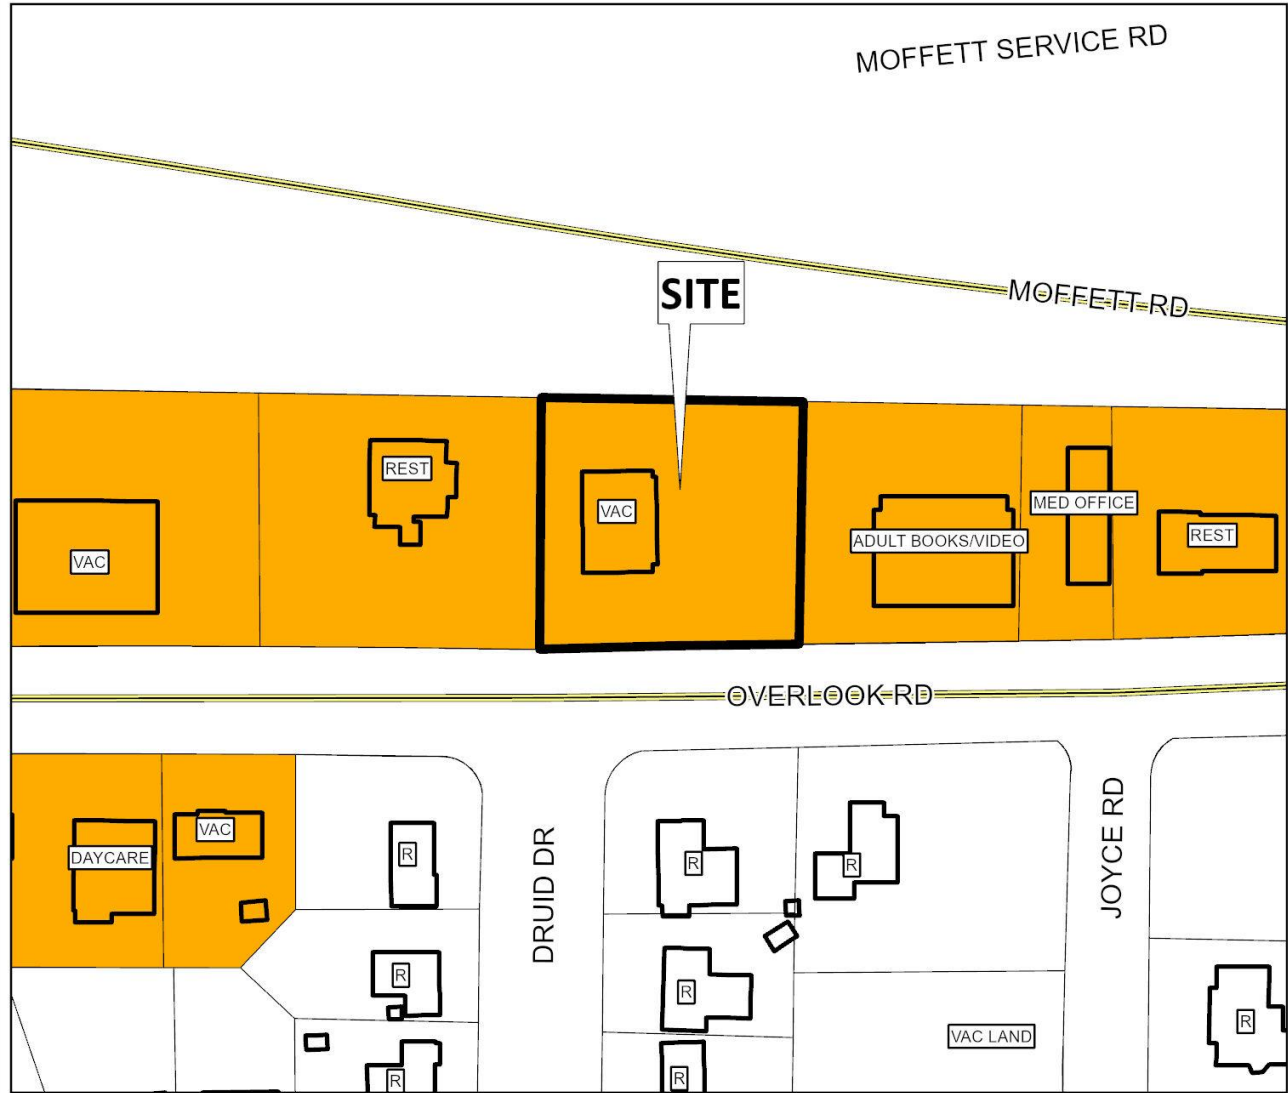 MOFFETT SERVICE RD
MOFFETT RD
SITE
REST
VAC
MED OFFICE
VAC
ADULT BOOKS/VIDEO
REST
OVERLOOK RD
DAYCARE
VAC
R
DRUID DR
R
R
JOYCE RD
R
R
VAC LAND
R
R
R